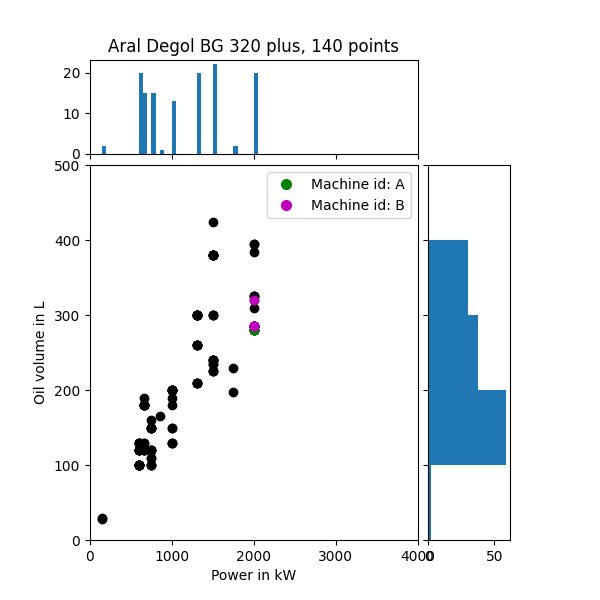 Aral Degol BG 320 plus, 140 points
20
10
0
500
400
300
200
100
0
Oil volume in L
Machine id: A
Machine id: B
0 1000 2000 3000 4000
Power in kW
0 50